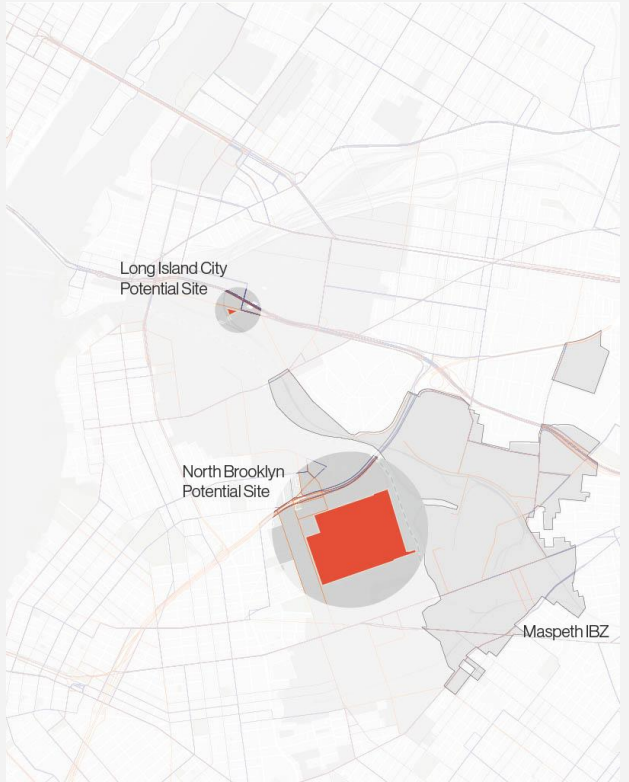 Long Island City
Potential Site
North Brooklyn
Potential Site
Maspeth IBZ